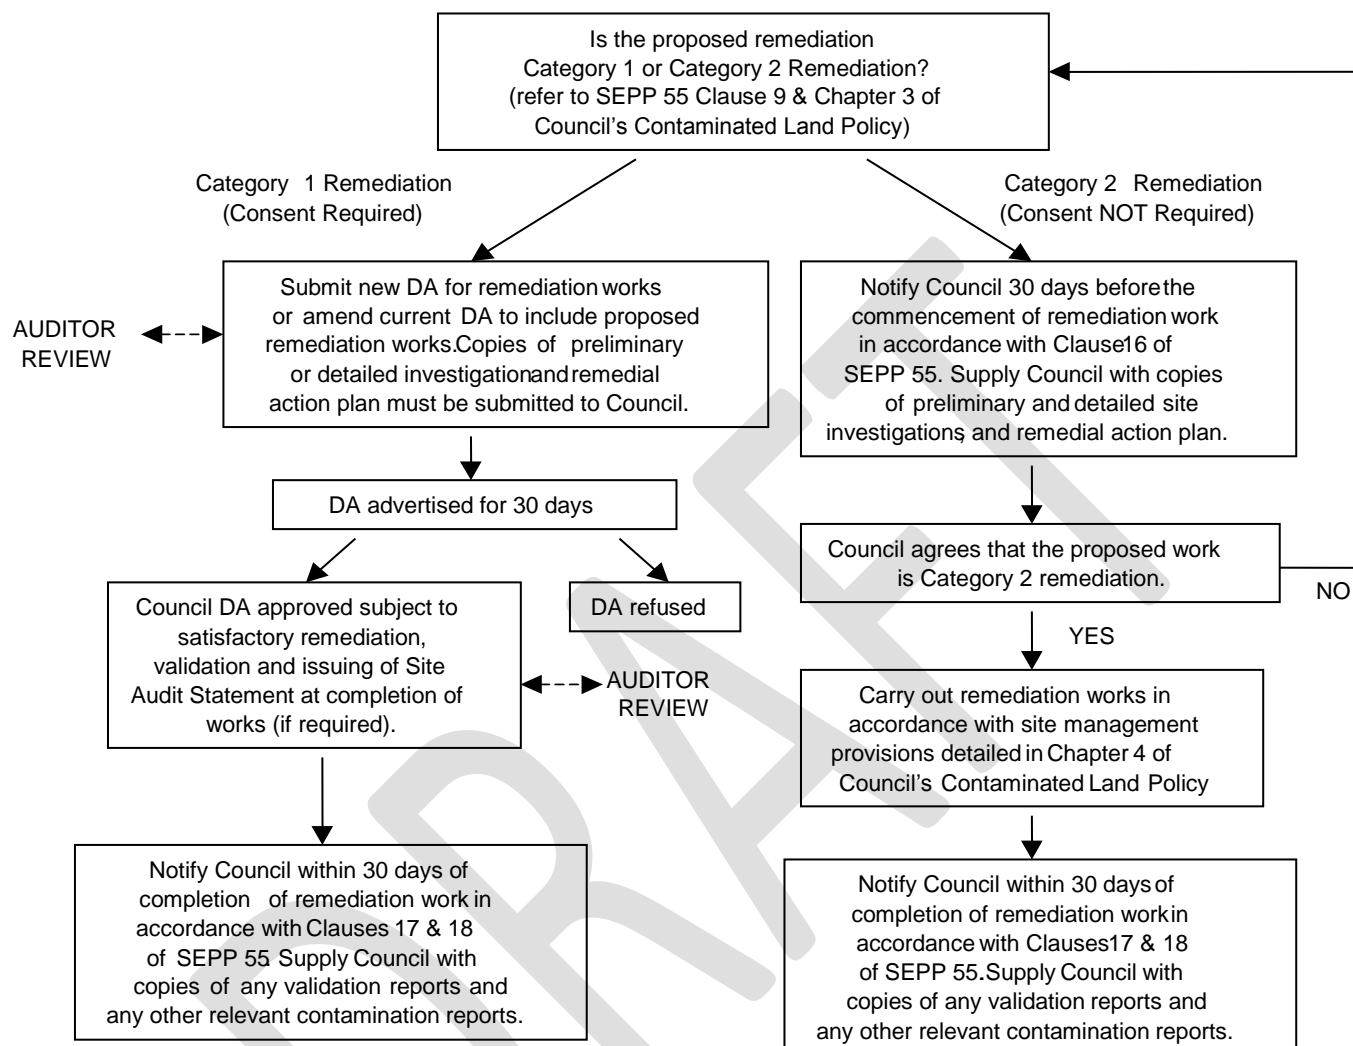 Is the proposed remediation
Category 1 or Category 2 Remediation?
(refer to SEPP 55 Clause 9 & Chapter 3 of
Council's Contaminated Land Policy)
Category 1 Remediation
(Consent Required)
Category 2 Remediation
(Consent NOT Required)
AUDITOR
REVIEW
Submit new DA for remediation works
or amend current DA to include proposed
remediation works. Copies of preliminary
or detailed investigation and remedial
action plan must be submitted to Council.
Notify Council 30 days before the
commencement of remediation work
in accordance with Clause 16 of
SEPP 55. Supply Council with copies
of preliminary and detailed site
investigations, and remedial action plan.
DA advertised for 30 days
Council agrees that the proposed work
is Category 2 remediation.
NO
YES
Council DA approved subject to
satisfactory remediation,
validation and issuing of Site
Audit Statement at completion of
works (if required).
DA refused
AUDITOR
REVIEW
Carry out remediation works in
accordance with site management
provisions detailed in Chapter 4 of
Council's Contaminated Land Policy
Notify Council within 30 days of
completion of remediation work in
accordance with Clauses 17 & 18
of SEPP 55. Supply Council with
copies of any validation reports and
any other relevant contamination reports.
Notify Council within 30 days of
completion of remediation work in
accordance with Clauses 17 & 18
of SEPP 55. Supply Council with
copies of any validation reports and
any other relevant contamination reports.
DRAFT